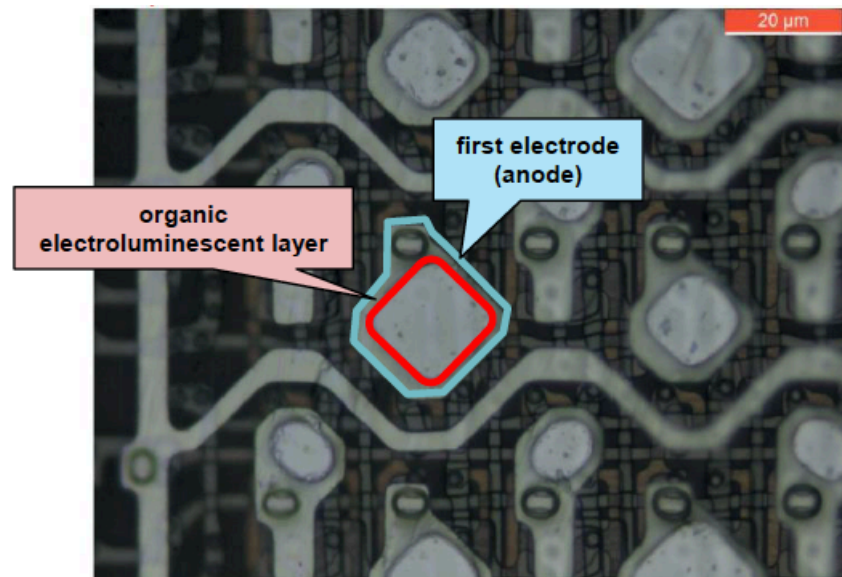 20 µm
first electrode
(anode)
organic
electroluminescent layer